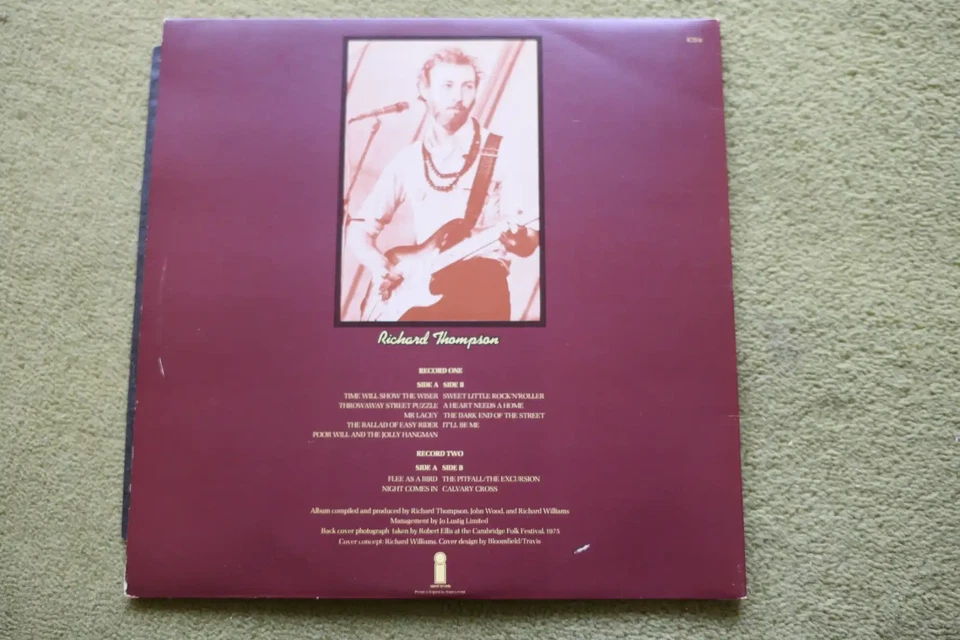 Richard Thompson
RECORD ONE
SIDE A SIDE B
TIME WILL SHOW THE WISER SWEET LITTLE ROCK'N'ROLLER
THROWAWAY STREET PUZZLE A HEART NEEDS A HOME
MR LACEY THE DARK END OF THE STREET
THE BALLAD OF EASY RIDER IT'LL BE ME
POOR WILL AND THE JOLLY HANGMAN
RECORD TWO
SIDE A SIDE B
FLEE AS A BIRD THE PITFALL/THE EXCURSION
NIGHT COMES IN CALVARY CROSS
Album compiled and produced by Richard Thompson, John Wood, and Richard Williams
Management by Jo Lustig Limited
Back cover photograph taken by Robert Ellis at the Cambridge Folk Festival, 1975
Cover concept: Richard Williams. Cover design by Bloomfield/Travis